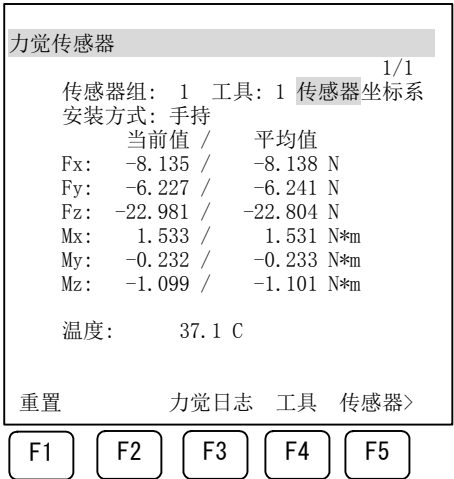 力觉传感器
1/1
传感器组: 1 工具: 1 传感器坐标系
安装方式: 手持
当前值 / 平均值
Fx: -8.135 / -8.138 N
Fy: -6.227 / -6.241 N
Fz: -22.981 / -22.804 N
Mx: 1.533 / 1.531 N*m
My: -0.232 / -0.233 N*m
Mz: -1.099 / -1.101 N*m
温度: 37.1 C
重置 力觉日志 工具 传感器>
F1 F2 F3 F4 F5